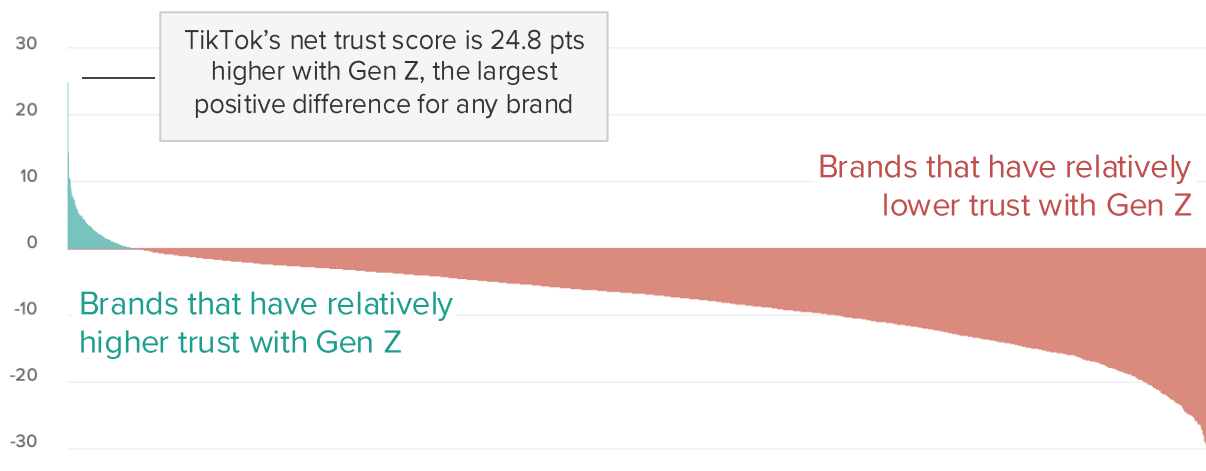 30
TikTok’s net trust score is 24.8 pts
higher with Gen Z, the largest
positive difference for any brand
20
Brands that have relatively
lower trust with Gen Z
10
0
Brands that have relatively
higher trust with Gen Z
-10
-20
-30